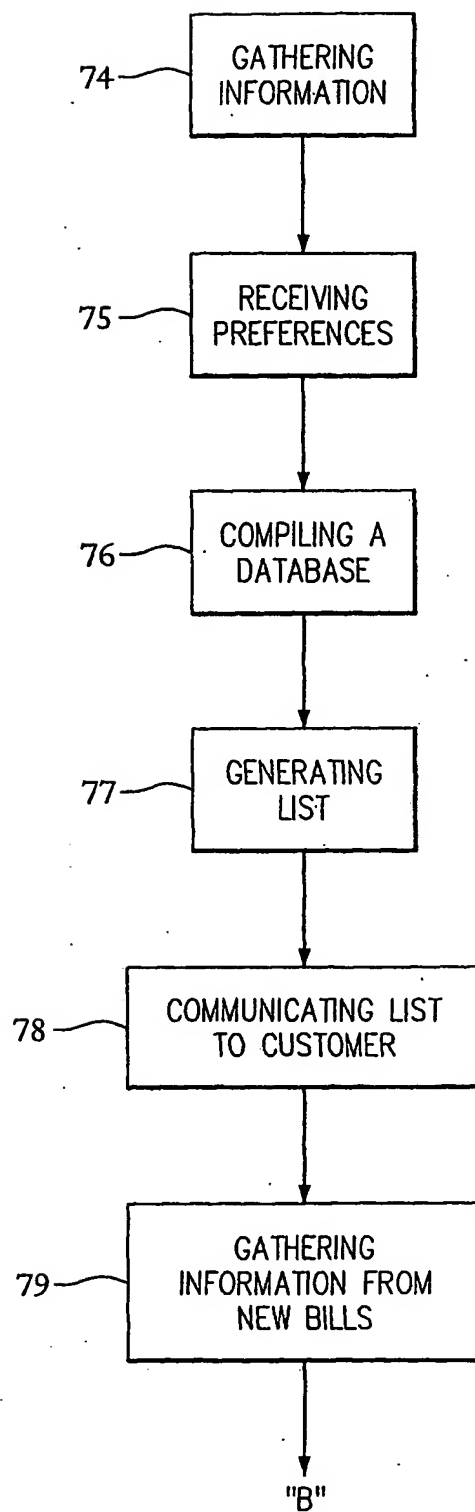 74
GATHERING
INFORMATION
75
RECEIVING
PREFERENCES
76
COMPILING A
DATABASE
77
GENERATING
LIST
78
COMMUNICATING LIST
TO CUSTOMER
79
GATHERING
INFORMATION FROM
NEW BILLS
"B"